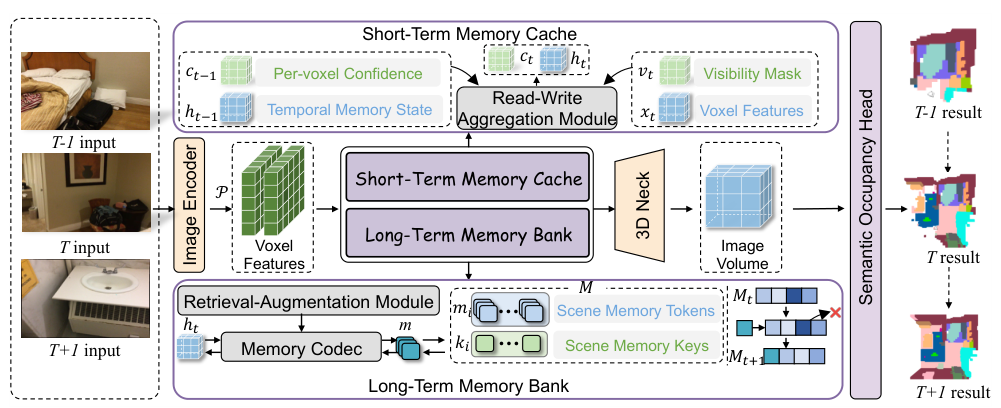 Short-Term Memory Cache
c_{t-1} Per-voxel Confidence
h_{t-1} Temporal Memory State
c_t h_t
Read-Write
Aggregation Module
v_t Visibility Mask
x_t Voxel Features
T-1 input
T input
T+1 input
Image Encoder
𝒫
Voxel
Features
Short-Term Memory Cache
Long-Term Memory Bank
3D Neck
Image
Volume
Semantic Occupancy Head
T-1 result
T result
T+1 result
Retrieval-Augmentation Module
h_t
Memory Codec
m
M
m_i Scene Memory Tokens
k_i Scene Memory Keys
M_t
M_{t+1}
Long-Term Memory Bank